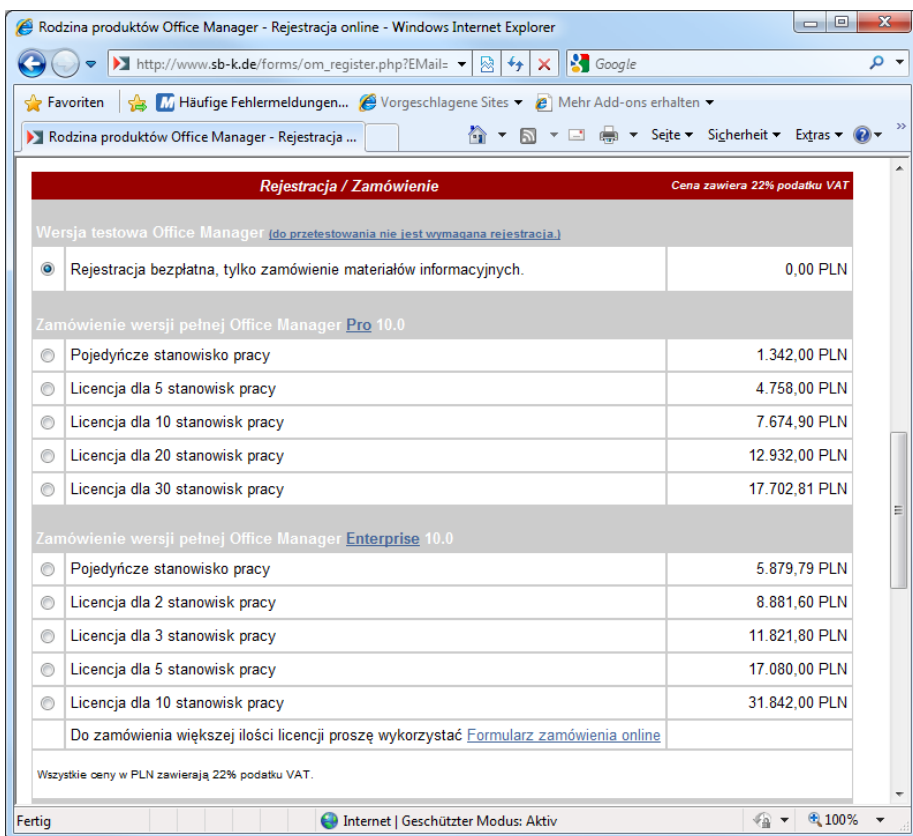 Rodzina produktów Office Manager - Rejestracja online - Windows Internet Explorer
http://www.sb-k.de/forms/om_register.php?EMail=
Google
Favoriten
Häufige Fehlermeldungen...
Vorgeschlagene Sites
Mehr Add-ons erhalten
Rodzina produktów Office Manager - Rejestracja ...
Seite
Sicherheit
Extras
Rejestracja / Zamówienie Cena zawiera 22% podatku VAT
Wersja testowa Office Manager (do przetestowania nie jest wymagana rejestracja.)
Rejestracja bezpłatna, tylko zamówienie materiałów informacyjnych. 0,00 PLN
Zamówienie wersji pełnej Office Manager Pro 10.0
Pojedyńcze stanowisko pracy 1.342,00 PLN
Licencja dla 5 stanowisk pracy 4.758,00 PLN
Licencja dla 10 stanowisk pracy 7.674,90 PLN
Licencja dla 20 stanowisk pracy 12.932,00 PLN
Licencja dla 30 stanowisk pracy 17.702,81 PLN
Zamówienie wersji pełnej Office Manager Enterprise 10.0
Pojedyńcze stanowisko pracy 5.879,79 PLN
Licencja dla 2 stanowisk pracy 8.881,60 PLN
Licencja dla 3 stanowisk pracy 11.821,80 PLN
Licencja dla 5 stanowisk pracy 17.080,00 PLN
Licencja dla 10 stanowisk pracy 31.842,00 PLN
Do zamówienia większej ilości licencji proszę wykorzystać Formularz zamówienia online
Wszystkie ceny w PLN zawierają 22% podatku VAT.
Fertig
Internet | Geschützter Modus: Aktiv
100%